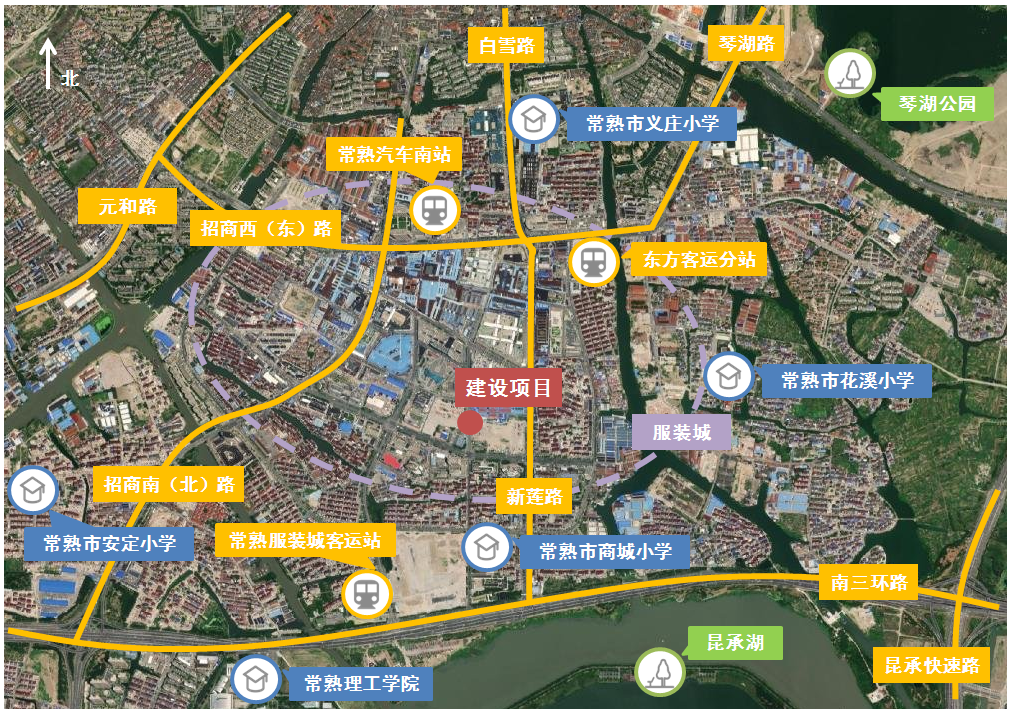 白雪路
琴湖路
北
琴湖公园
常熟市义庄小学
常熟汽车南站
元和路
招商西（东）路
东方客运分站
常熟市花溪小学
建设项目
服装城
招商南（北）路
新莲路
常熟市安定小学
常熟服装城客运站
常熟市商城小学
南三环路
昆承湖
昆承快速路
常熟理工学院